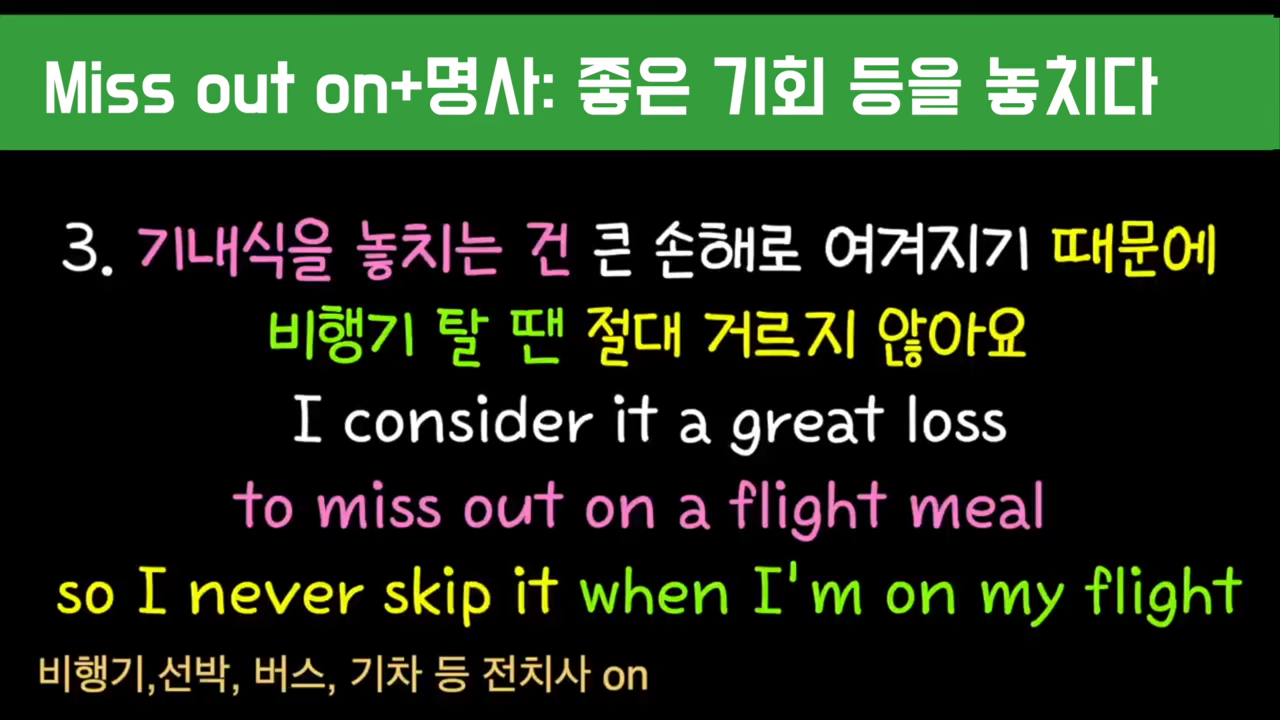 Miss out on+명사: 좋은 기회 등을 놓치다
3. 기내식을 놓치는 건 큰 손해로 여겨지기 때문에
비행기 탈 땐 절대 거르지 않아요
I consider it a great loss
to miss out on a flight meal
so I never skip it when I'm on my flight
비행기,선박, 버스, 기차 등 전치사 on